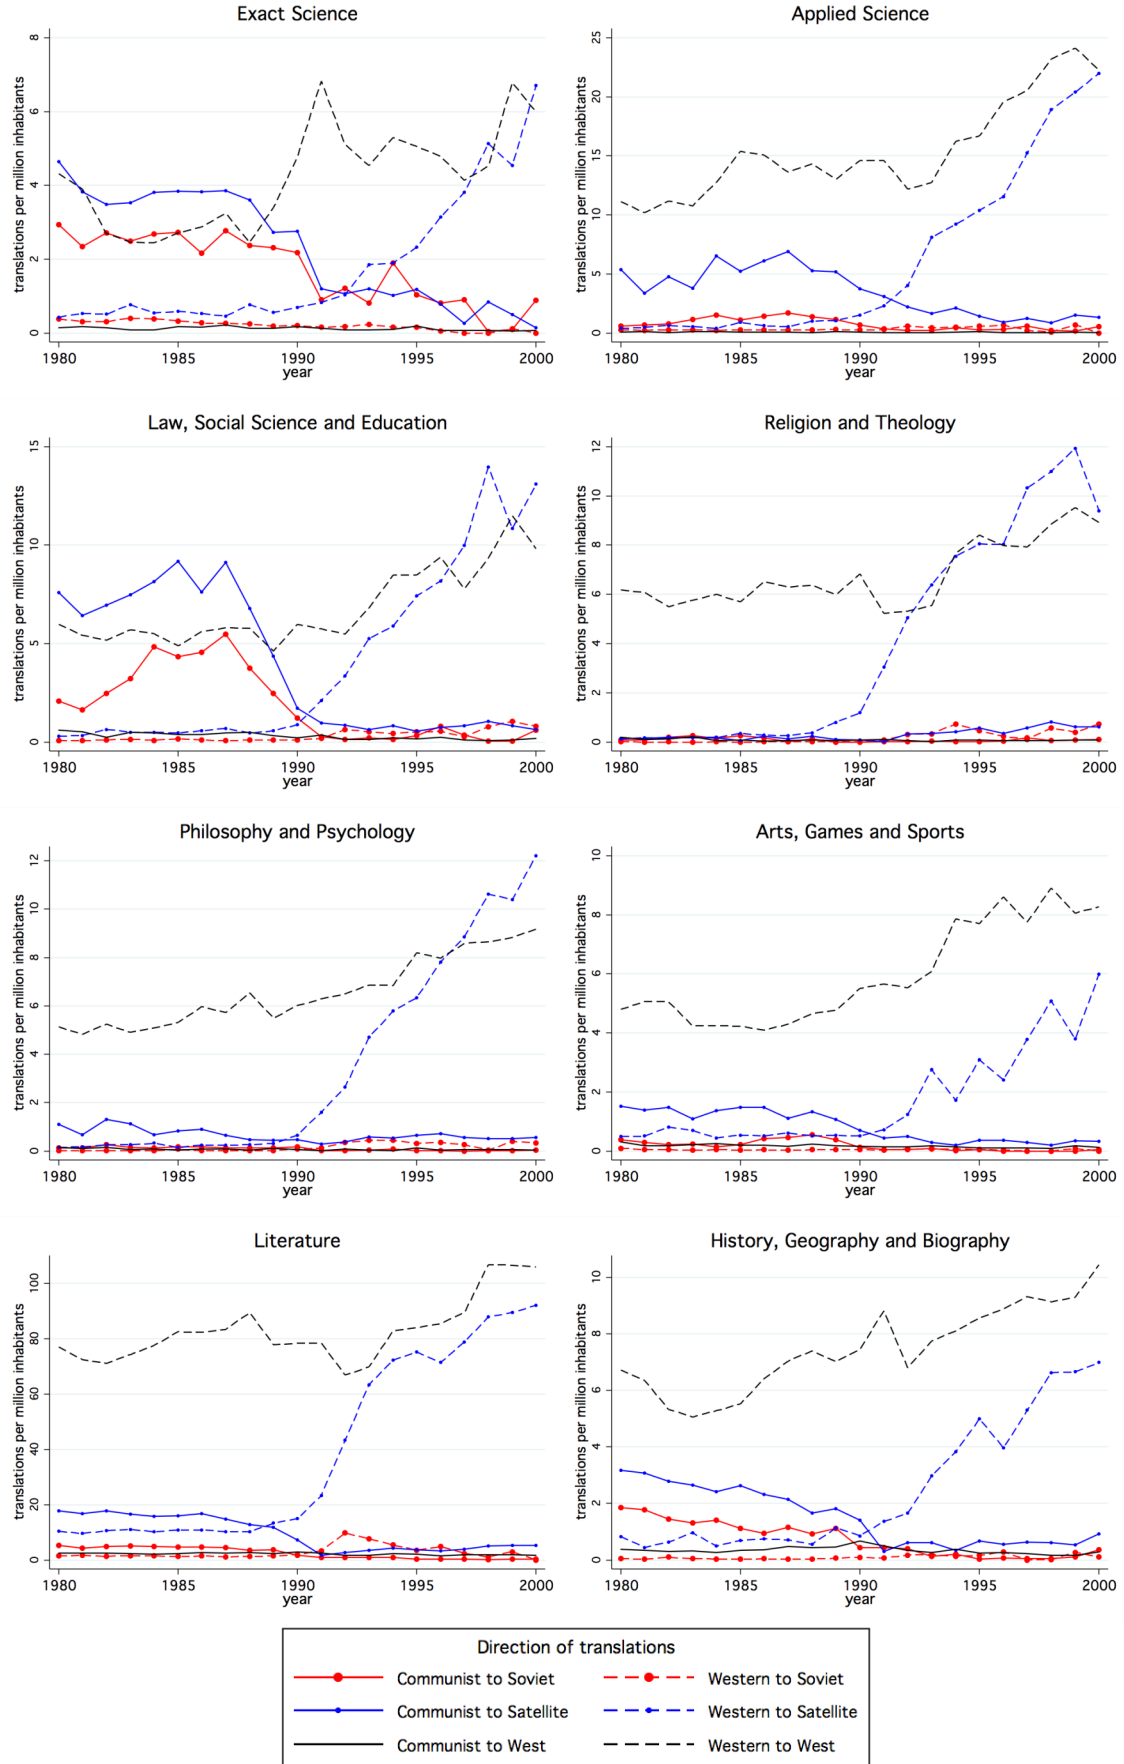 Exact Science
translations per million inhabitants
8
6
4
2
0
1980 1985 1990 1995 2000
year
Applied Science
translations per million inhabitants
25
20
15
10
5
0
1980 1985 1990 1995 2000
year
Law, Social Science and Education
translations per million inhabitants
15
10
5
0
1980 1985 1990 1995 2000
year
Religion and Theology
translations per million inhabitants
12
10
8
6
4
2
0
1980 1985 1990 1995 2000
year
Philosophy and Psychology
translations per million inhabitants
12
10
8
6
4
2
0
1980 1985 1990 1995 2000
year
Arts, Games and Sports
translations per million inhabitants
10
8
6
4
2
0
1980 1985 1990 1995 2000
year
Literature
translations per million inhabitants
100
80
60
40
20
0
1980 1985 1990 1995 2000
year
History, Geography and Biography
translations per million inhabitants
10
8
6
4
2
0
1980 1985 1990 1995 2000
year
Direction of translations
Communist to Soviet Western to Soviet
Communist to Satellite Western to Satellite
Communist to West Western to West